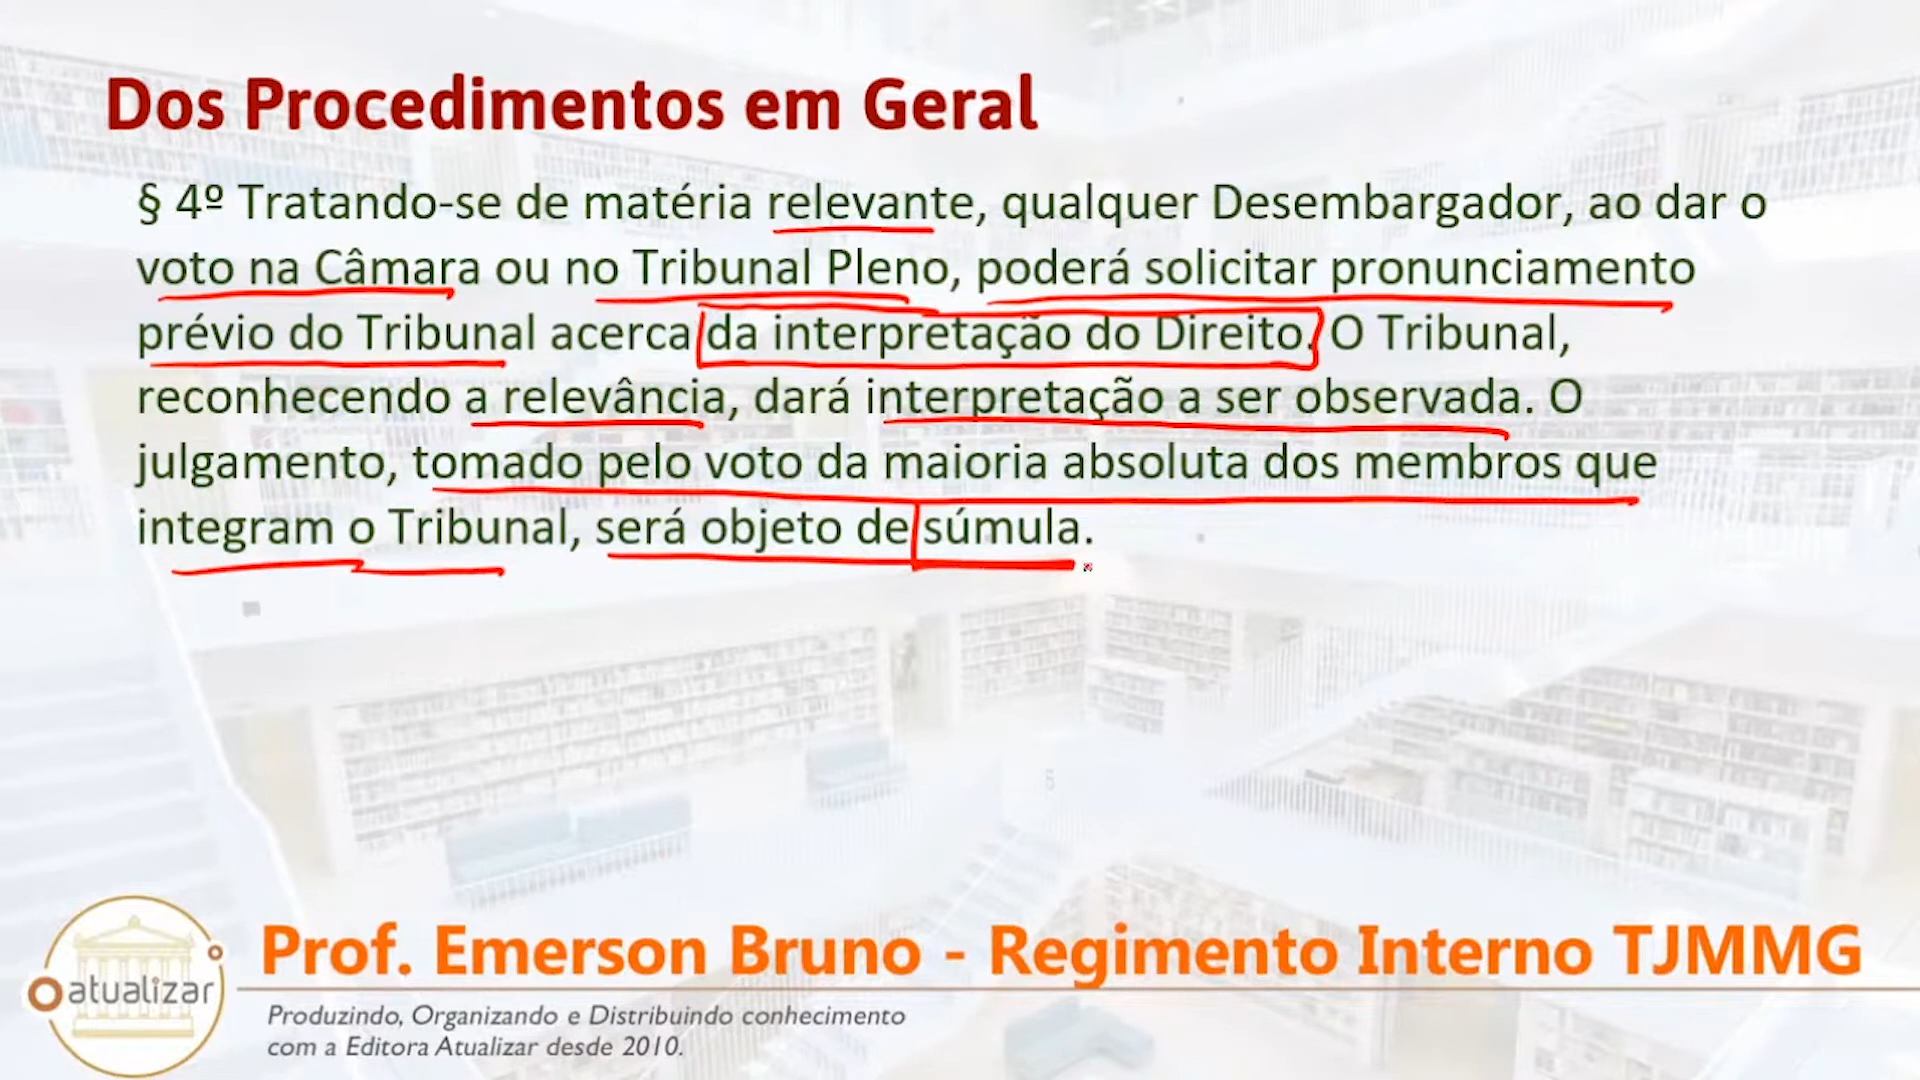 Dos Procedimentos em Geral
§ 4º Tratando-se de matéria relevante, qualquer Desembargador, ao dar o
voto na Câmara ou no Tribunal Pleno, poderá solicitar pronunciamento
prévio do Tribunal acerca da interpretação do Direito. O Tribunal,
reconhecendo a relevância, dará interpretação a ser observada. O
julgamento, tomado pelo voto da maioria absoluta dos membros que
integram o Tribunal, será objeto de súmula.
5
atualizar
Prof. Emerson Bruno - Regimento Interno TJMMG
Produzindo, Organizando e Distribuindo conhecimento
com a Editora Atualizar desde 2010.